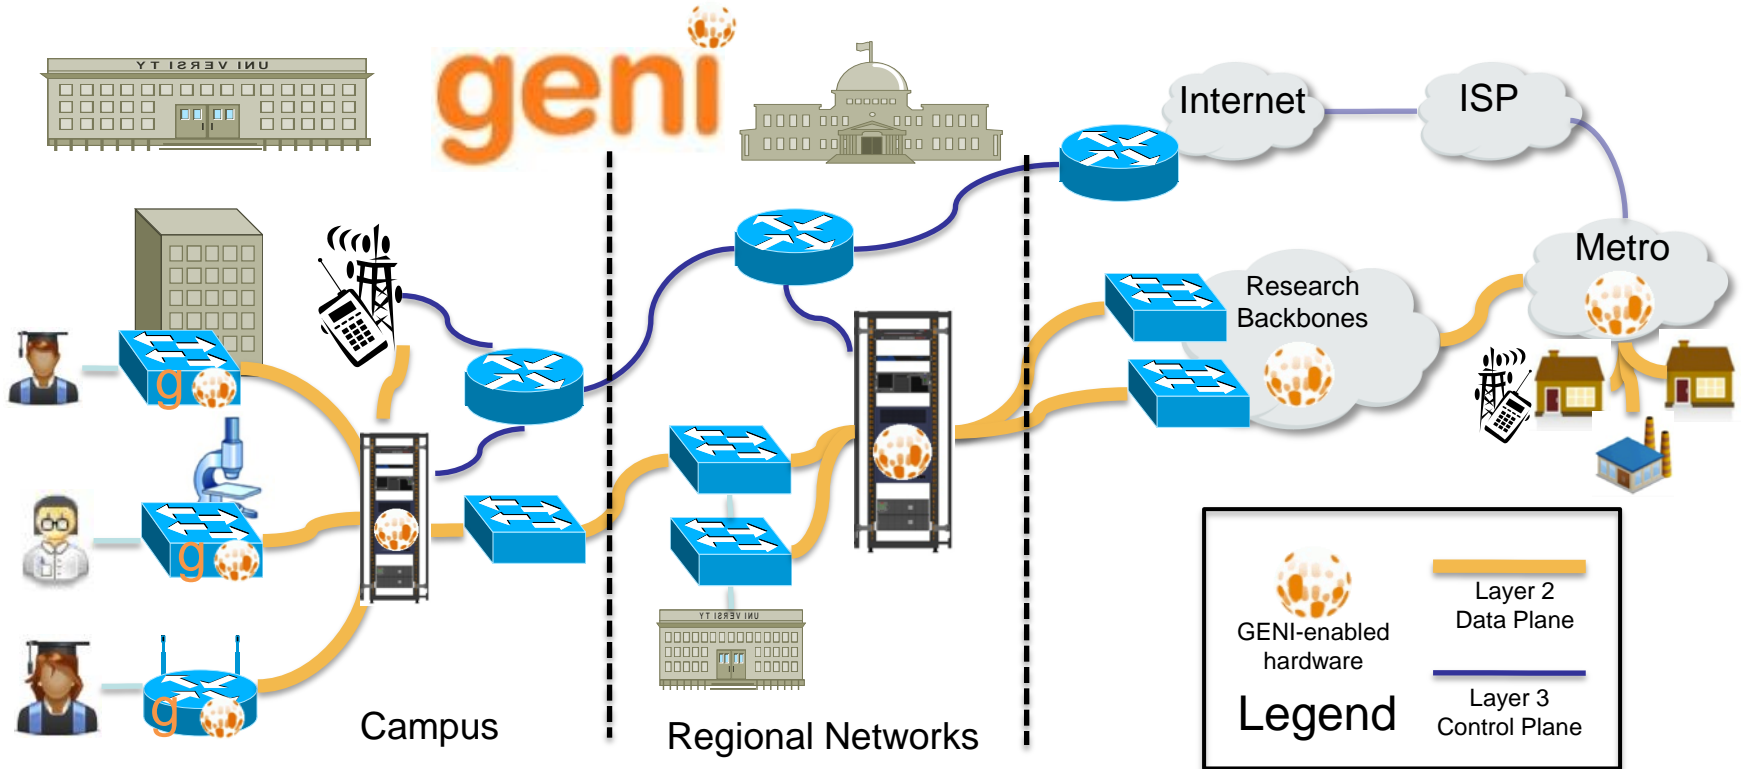 UNIVERSITY
geni
Internet
ISP
Metro
Research
Backbones
g
g
g
UNIVERSITY
Campus
Regional Networks
GENI-enabled
hardware
Legend
Layer 2
Data Plane
Layer 3
Control Plane